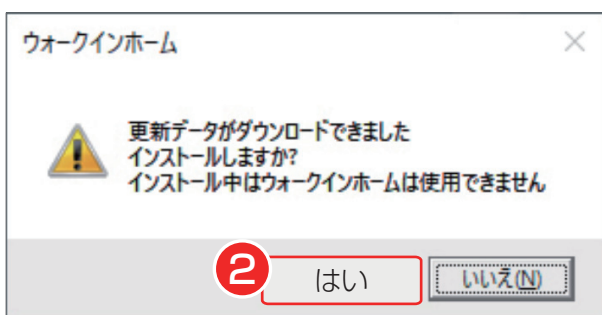 ウォークインホーム
更新データがダウンロードできました
インストールしますか?
インストール中はウォークインホームは使用できません
2 はい いいえ(N)